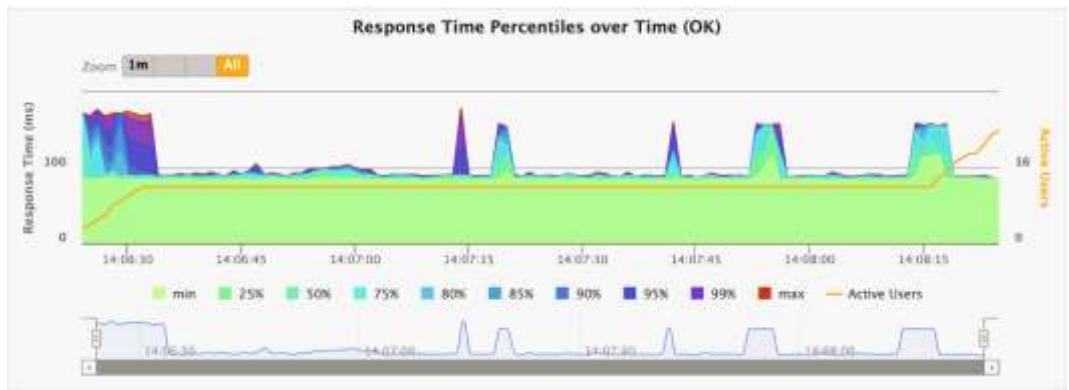 Response Time Percentiles over Time (OK)
Zoom 1m All
Response Time (ms)
100
0
Active Users
16
0
14:06:30 14:06:45 14:07:00 14:07:15 14:07:30 14:07:45 14:08:00 14:08:15
min 25% 50% 75% 80% 85% 90% 95% 99% max Active Users
14:06:30 14:07:00 14:07:30 14:08:00